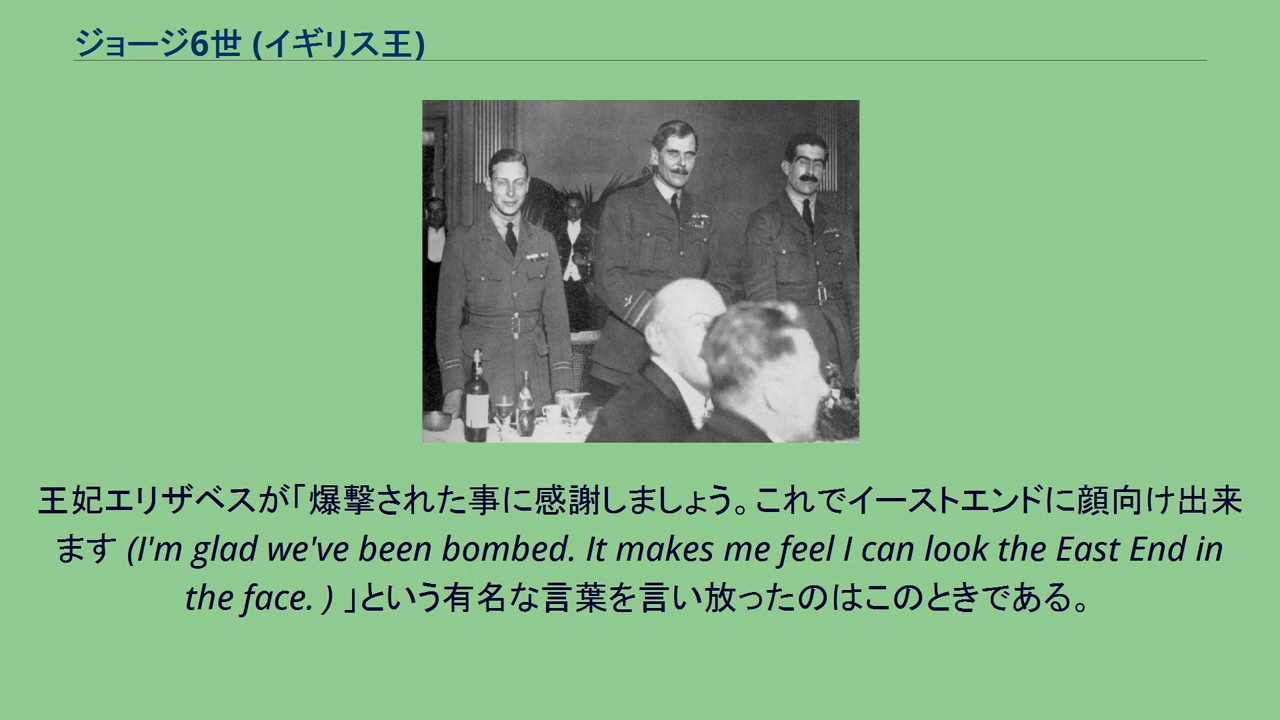 ジョージ6世 (イギリス王)
王妃エリザベスが「爆撃された事に感謝しましょう。これでイーストエンドに顔向け出来
ます (I'm glad we've been bombed. It makes me feel I can look the East End in
the face. ) 」という有名な言葉を言い放ったのはこのときである。